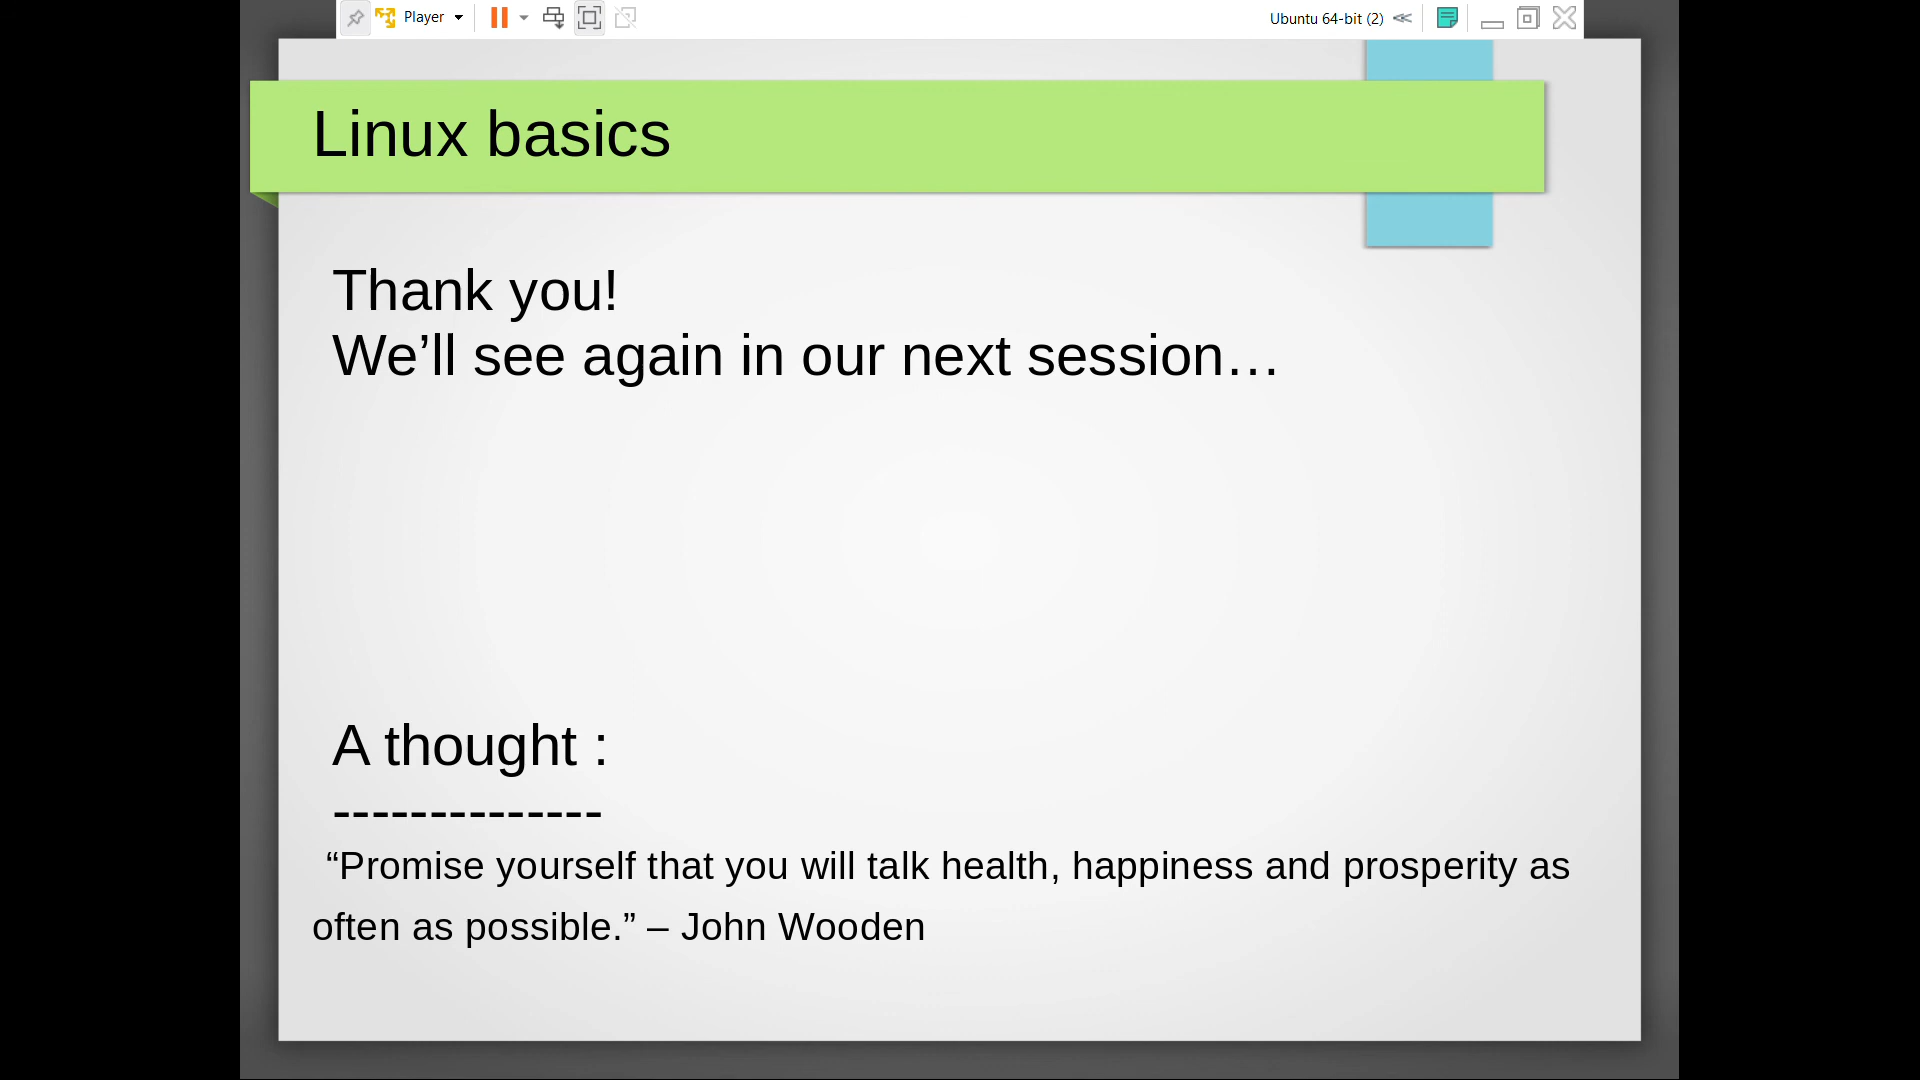 Player
Ubuntu 64-bit (2)
Linux basics
Thank you!
We’ll see again in our next session…
A thought :
--------------
“Promise yourself that you will talk health, happiness and prosperity as
often as possible.” – John Wooden